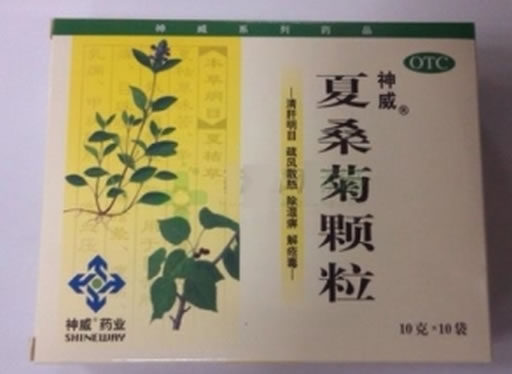 神威系列药品
OTC
神威®
夏桑菊颗粒
—清肝明目 疏风散热 除湿痹 解疮毒—
【本草纲目】夏枯草
神威®药业
SHINEWAY
10克×10袋